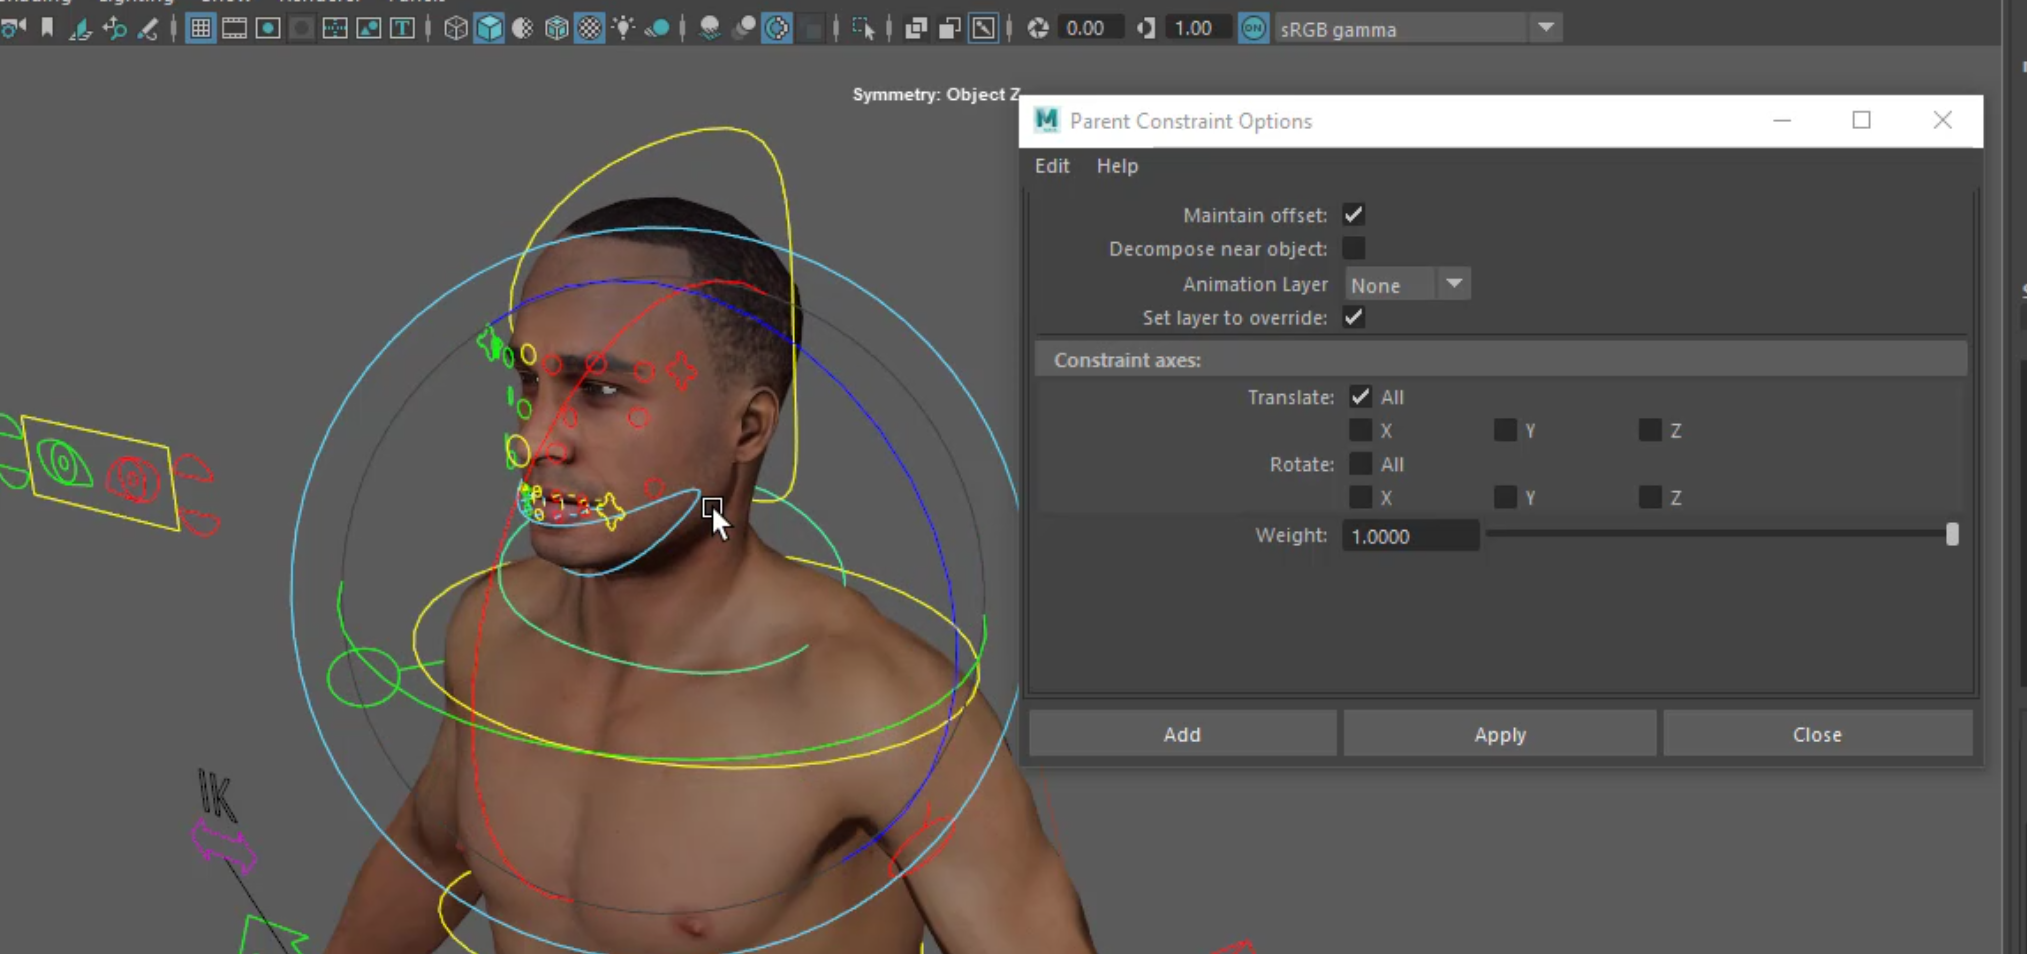 0.00
1.00
ON
sRGB gamma
Symmetry: Object Z
Parent Constraint Options
Edit Help
Maintain offset:
Decompose near object:
Animation Layer None
Set layer to override:
Constraint axes:
Translate: All
X Y Z
Rotate: All
X Y Z
Weight: 1.0000
Add Apply Close
IK